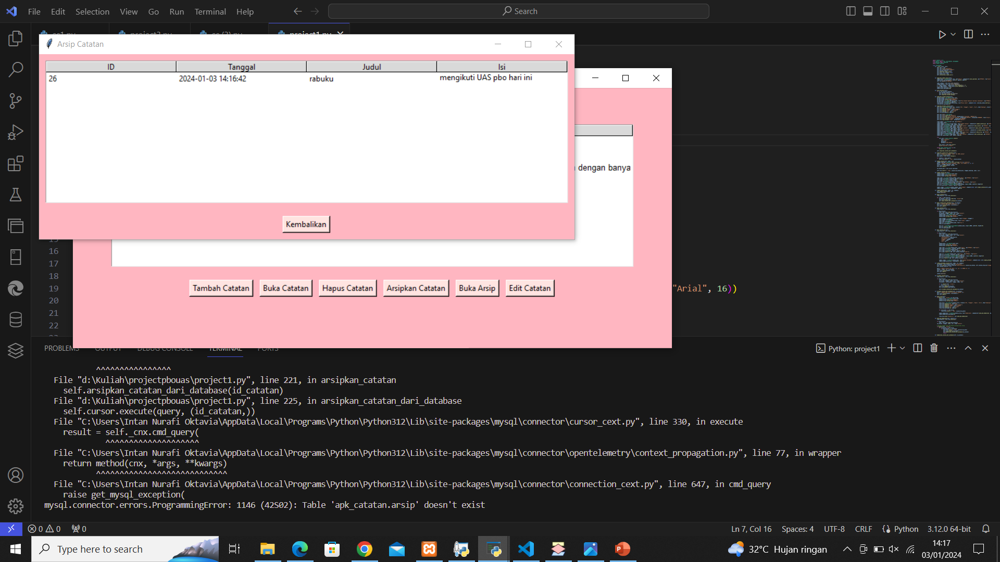 File Edit Selection View Go Run Terminal Help
Search
project1.py
Arsip Catatan
ID Tanggal Judul Isi
26 2024-01-03 14:16:42 rabuku mengikuti UAS pbo hari ini
dengan banya
Kembalikan
16
17
18
19
20
21
22
Tambah Catatan Buka Catatan Hapus Catatan Arsipkan Catatan Buka Arsip Edit Catatan
"Arial", 16))
PROBLEMS OUTPUT DEBUG CONSOLE TERMINAL PORTS
Python: project1
^^^^^^^^^^^^^^^^
File "d:\Kuliah\projectpbouas\project1.py", line 221, in arsipkan_catatan
self.arsipkan_catatan_dari_database(id_catatan)
File "d:\Kuliah\projectpbouas\project1.py", line 225, in arsipkan_catatan_dari_database
self.cursor.execute(query, (id_catatan,))
File "C:\Users\Intan Nurafi Oktavia\AppData\Local\Programs\Python\Python312\Lib\site-packages\mysql\connector\cursor_cext.py", line 330, in execute
result = self._cnx.cmd_query(
^^^^^^^^^^^^^^^^^^^^
File "C:\Users\Intan Nurafi Oktavia\AppData\Local\Programs\Python\Python312\Lib\site-packages\mysql\connector\opentelemetry\context_propagation.py", line 77, in wrapper
return method(cnx, *args, **kwargs)
^^^^^^^^^^^^^^^^^^^^^^^^^^^^
File "C:\Users\Intan Nurafi Oktavia\AppData\Local\Programs\Python\Python312\Lib\site-packages\mysql\connector\connection_cext.py", line 647, in cmd_query
raise get_mysql_exception(
mysql.connector.errors.ProgrammingError: 1146 (42S02): Table 'apk_catatan.arsip' doesn't exist
0 0 0
Ln 7, Col 16 Spaces: 4 UTF-8 CRLF Python 3.12.0 64-bit
Type here to search
32°C Hujan ringan
14:17
03/01/2024